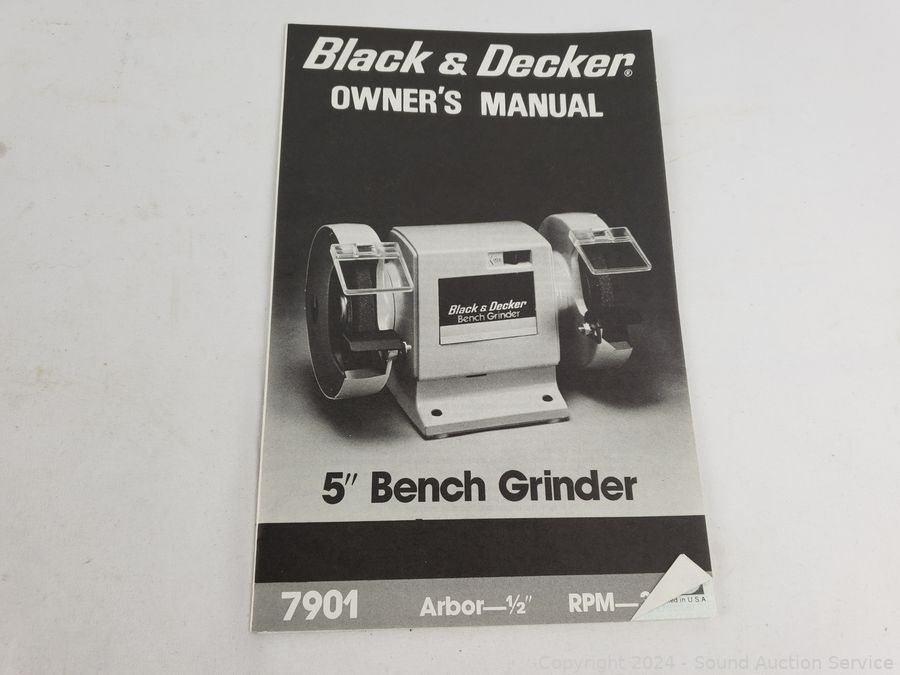 Black & Decker®
OWNER'S MANUAL
Black & Decker
Bench Grinder
5" Bench Grinder
7901 Arbor—½" RPM—
in U.S.A
Copyright 2024 - Sound Auction Service